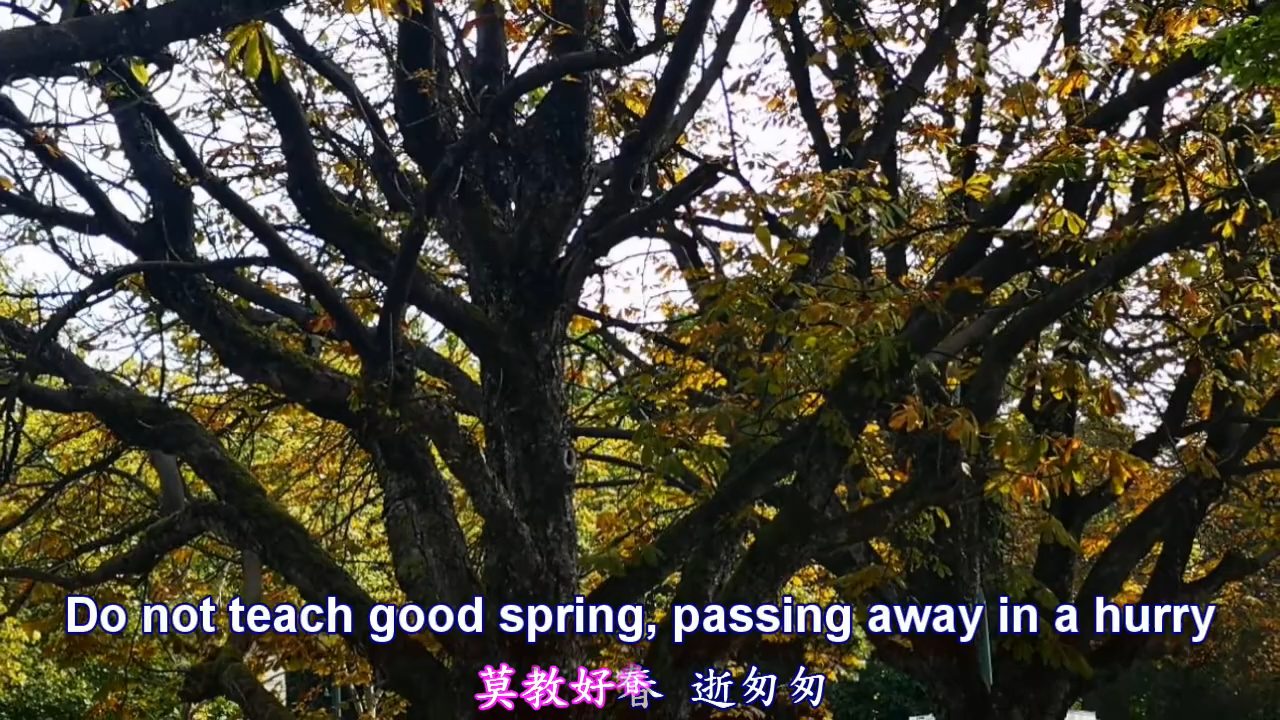 Do not teach good spring, passing away in a hurry
莫教好春 逝匆匆